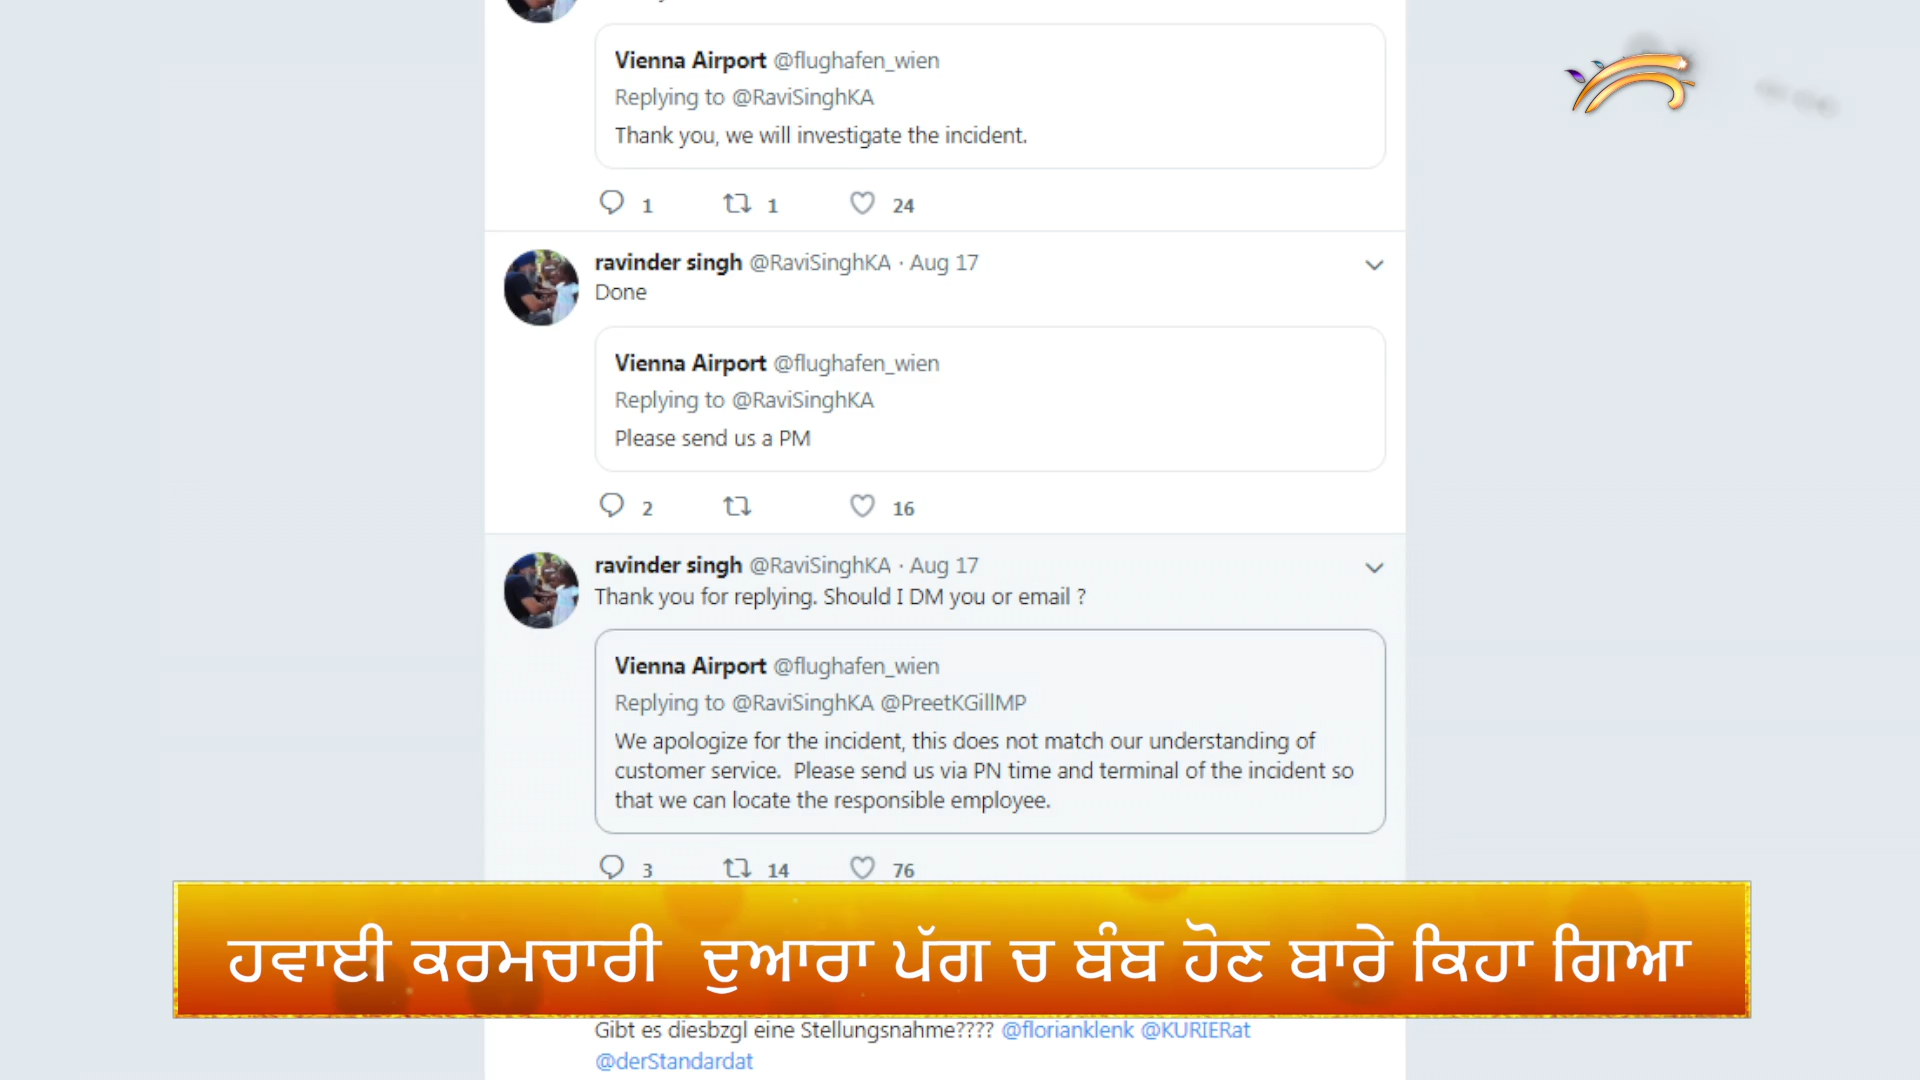 Vienna Airport @flughafen_wien
Replying to @RaviSinghKA
Thank you, we will investigate the incident.
1 1 24
ravinder singh @RaviSinghKA · Aug 17
Done
Vienna Airport @flughafen_wien
Replying to @RaviSinghKA
Please send us a PM
2 16
ravinder singh @RaviSinghKA · Aug 17
Thank you for replying. Should I DM you or email ?
Vienna Airport @flughafen_wien
Replying to @RaviSinghKA @PreetKGillMP
We apologize for the incident, this does not match our understanding of
customer service. Please send us via PN time and terminal of the incident so
that we can locate the responsible employee.
3 14 76
ਹਵਾਈ ਕਰਮਚਾਰੀ ਦੁਆਰਾ ਪੱਗ ਚ ਬੰਬ ਹੋਣ ਬਾਰੇ ਕਿਹਾ ਗਿਆ
Gibt es diesbzgl eine Stellungsnahme???? @florianklenk @KURIERat
@derStandardat